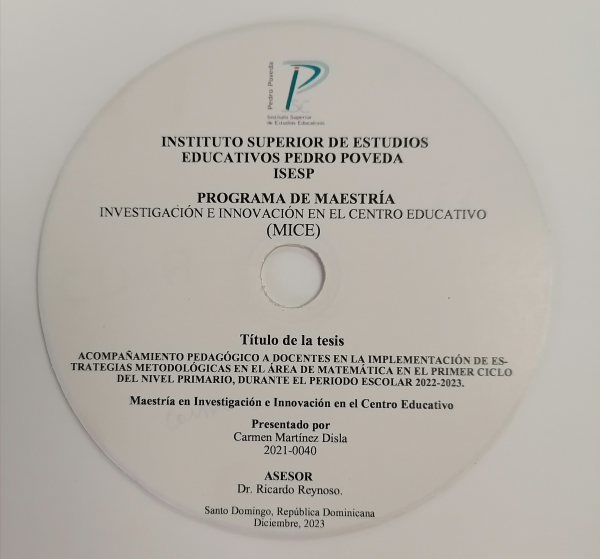 Pedro Poveda
Instituto Superior
de Estudios Educativos
INSTITUTO SUPERIOR DE ESTUDIOS
EDUCATIVOS PEDRO POVEDA
ISESP
PROGRAMA DE MAESTRÍA
INVESTIGACIÓN E INNOVACIÓN EN EL CENTRO EDUCATIVO
(MICE)
Título de la tesis
ACOMPAÑAMIENTO PEDAGÓGICO A DOCENTES EN LA IMPLEMENTACIÓN DE ES-
TRATEGIAS METODOLÓGICAS EN EL ÁREA DE MATEMÁTICA EN EL PRIMER CICLO
DEL NIVEL PRIMARIO, DURANTE EL PERIODO ESCOLAR 2022-2023.
Maestría en Investigación e Innovación en el Centro Educativo
Presentado por
Carmen Martínez Disla
2021-0040
ASESOR
Dr. Ricardo Reynoso.
Santo Domingo, República Dominicana
Diciembre, 2023